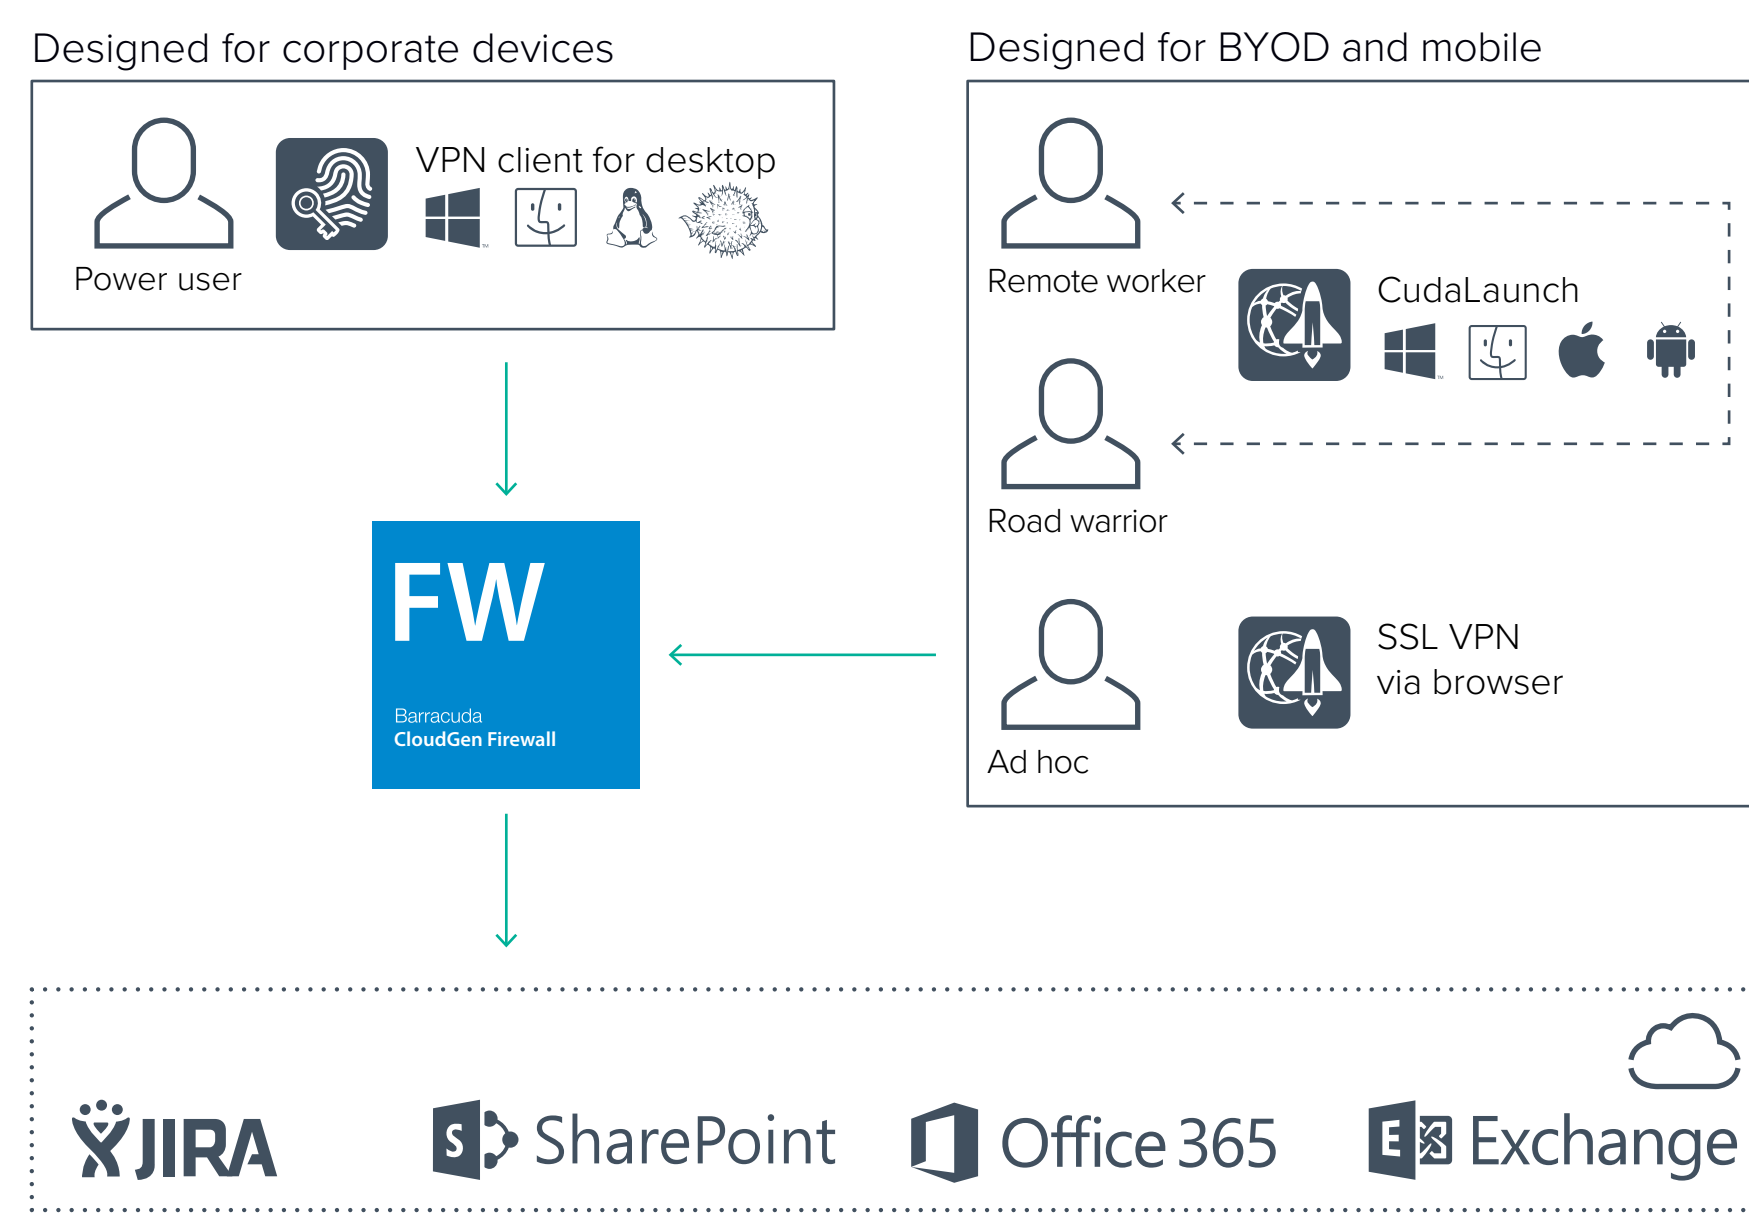 Designed for corporate devices
Power user
VPN client for desktop
Designed for BYOD and mobile
Remote worker
CudaLaunch
Road warrior
Ad hoc
SSL VPN
via browser
FW
Barracuda
CloudGen Firewall
JIRA
S SharePoint
Office 365
E Exchange